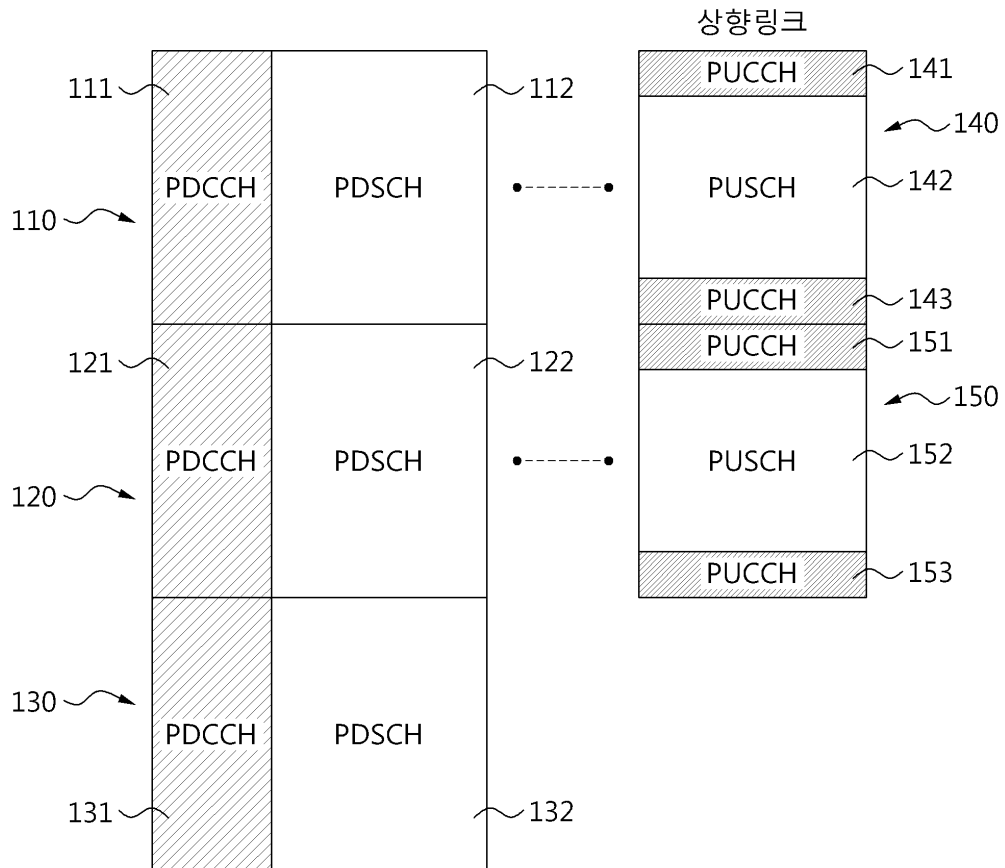 상향링크
111
112
PUCCH
141
140
PDCCH
PDSCH
PUSCH
142
110
PUCCH
143
121
122
PUCCH
151
150
PDCCH
PDSCH
PUSCH
152
120
PUCCH
153
130
PDCCH
PDSCH
131
132